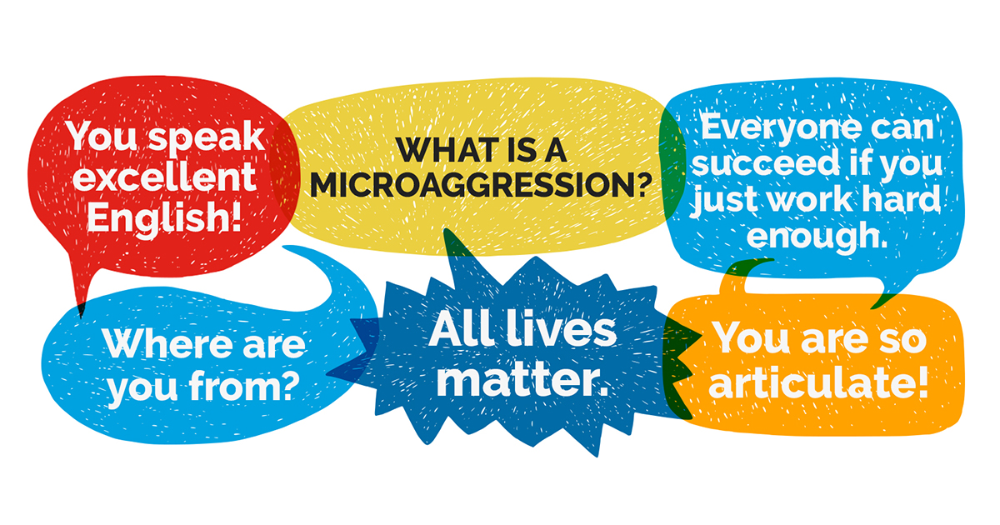 You speak
excellent
English!
WHAT IS A
MICROAGGRESSION?
Everyone can
succeed if you
just work hard
enough.
Where are
you from?
All lives
matter.
You are so
articulate!